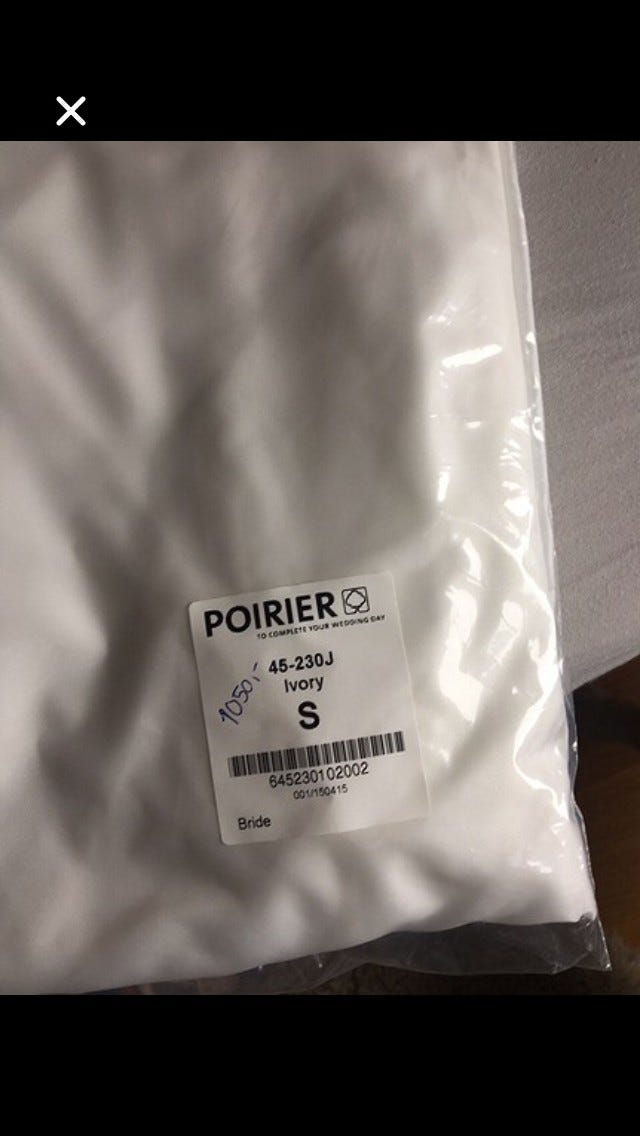 POIRIER
TO COMPLETE YOUR WEDDING DAY
45-230J
1050,-
Ivory
S
645230102002
001/150415
Bride